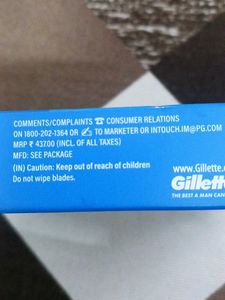 COMMENTS/COMPLAINTS ☎ CONSUMER RELATIONS
ON 1800-202-1364 OR ✍ TO MARKETER OR INTOUCH.IM@PG.COM
MRP ₹ 437.00 (INCL. OF ALL TAXES)
MFD: SEE PACKAGE
(IN) Caution: Keep out of reach of children
Do not wipe blades.
www.Gillette.
Gillette
THE BEST A MAN CAN